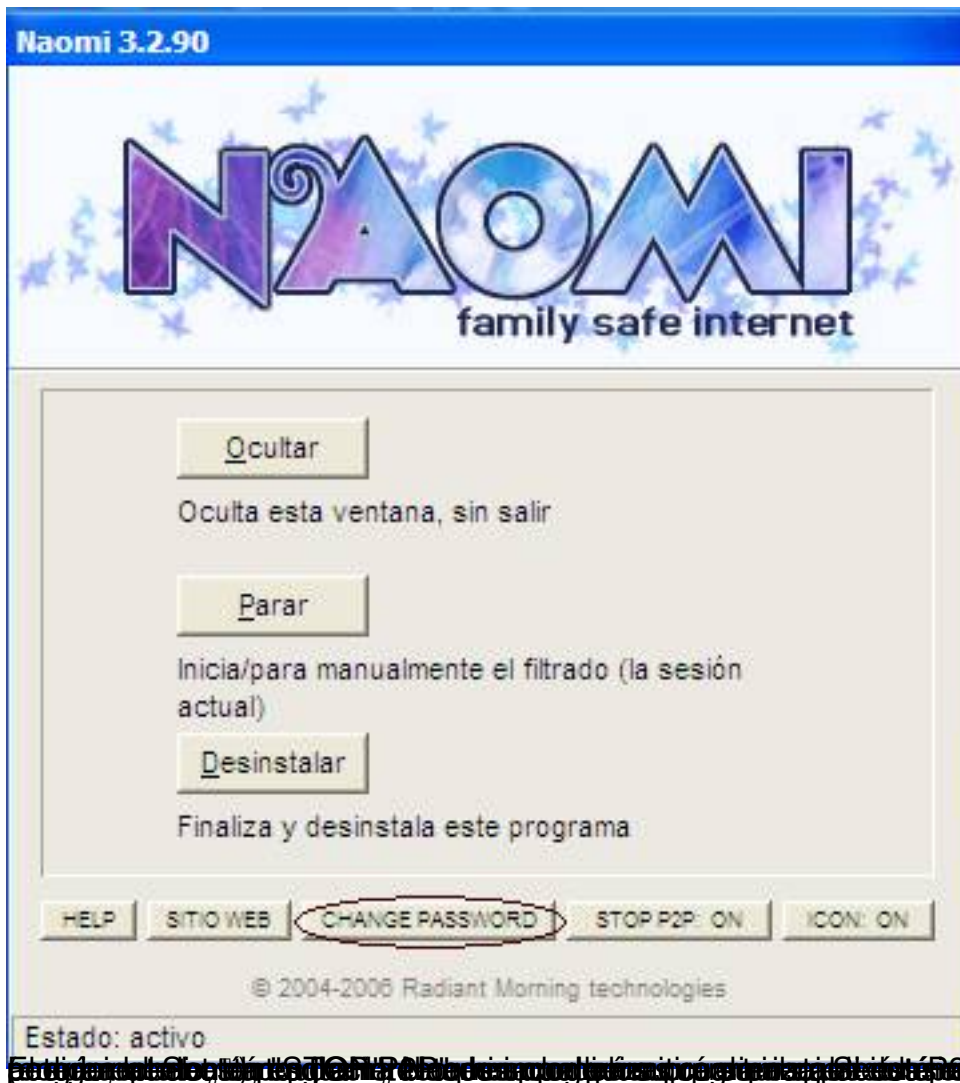 Naomi 3.2.90
NAOMI
family safe internet
Ocultar
Oculta esta ventana, sin salir
Parar
Inicia/para manualmente el filtrado (la sesión
actual)
Desinstalar
Finaliza y desinstala este programa
HELP SITIO WEB CHANGE PASSWORD STOP P2P: ON ICON: ON
© 2004-2006 Radiant Morning technologies
Estado: activo